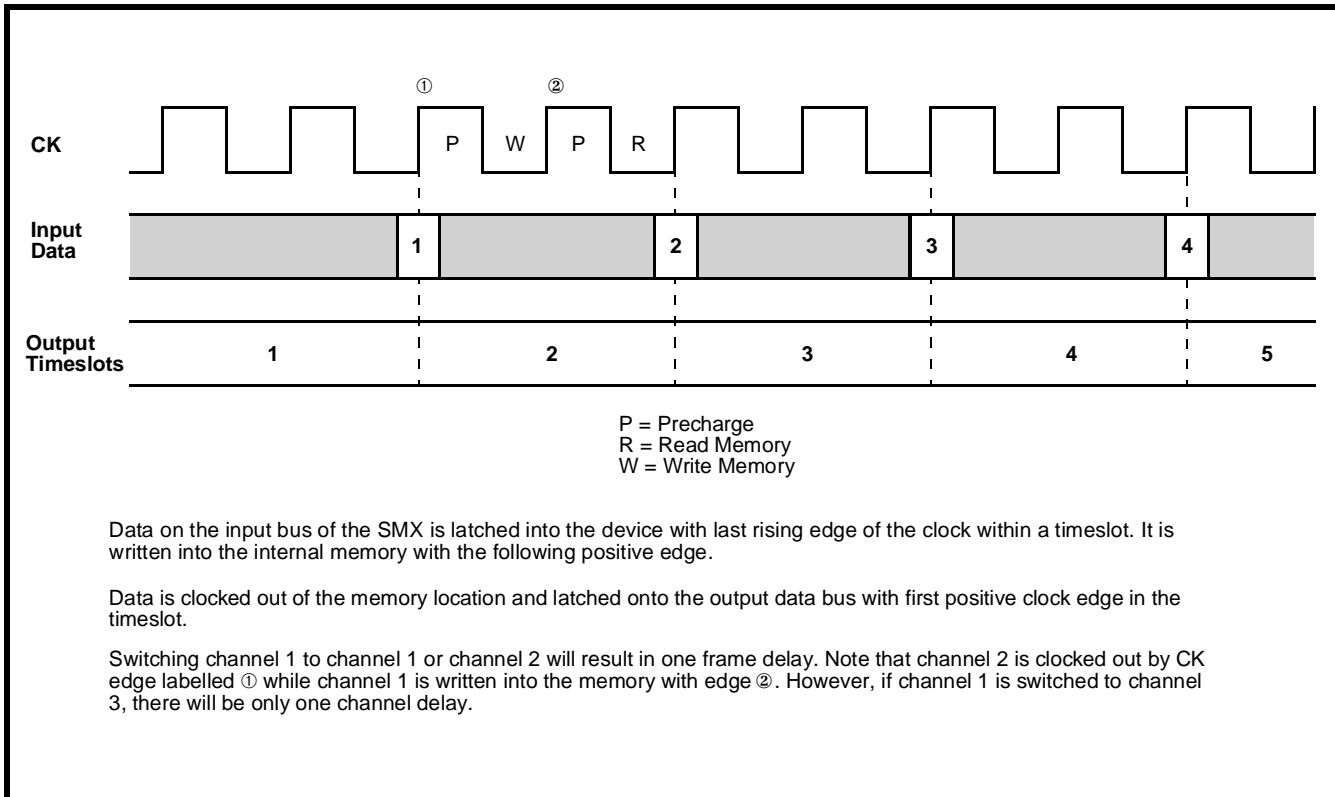 ① ②
CK P W P R
Input
Data
1 2 3 4
Output
Timeslots
1 2 3 4 5
P = Precharge
R = Read Memory
W = Write Memory
Data on the input bus of the SMX is latched into the device with last rising edge of the clock within a timeslot. It is
written into the internal memory with the following positive edge.
Data is clocked out of the memory location and latched onto the output data bus with first positive clock edge in the
timeslot.
Switching channel 1 to channel 1 or channel 2 will result in one frame delay. Note that channel 2 is clocked out by CK
edge labelled ① while channel 1 is written into the memory with edge ②. However, if channel 1 is switched to channel
3, there will be only one channel delay.